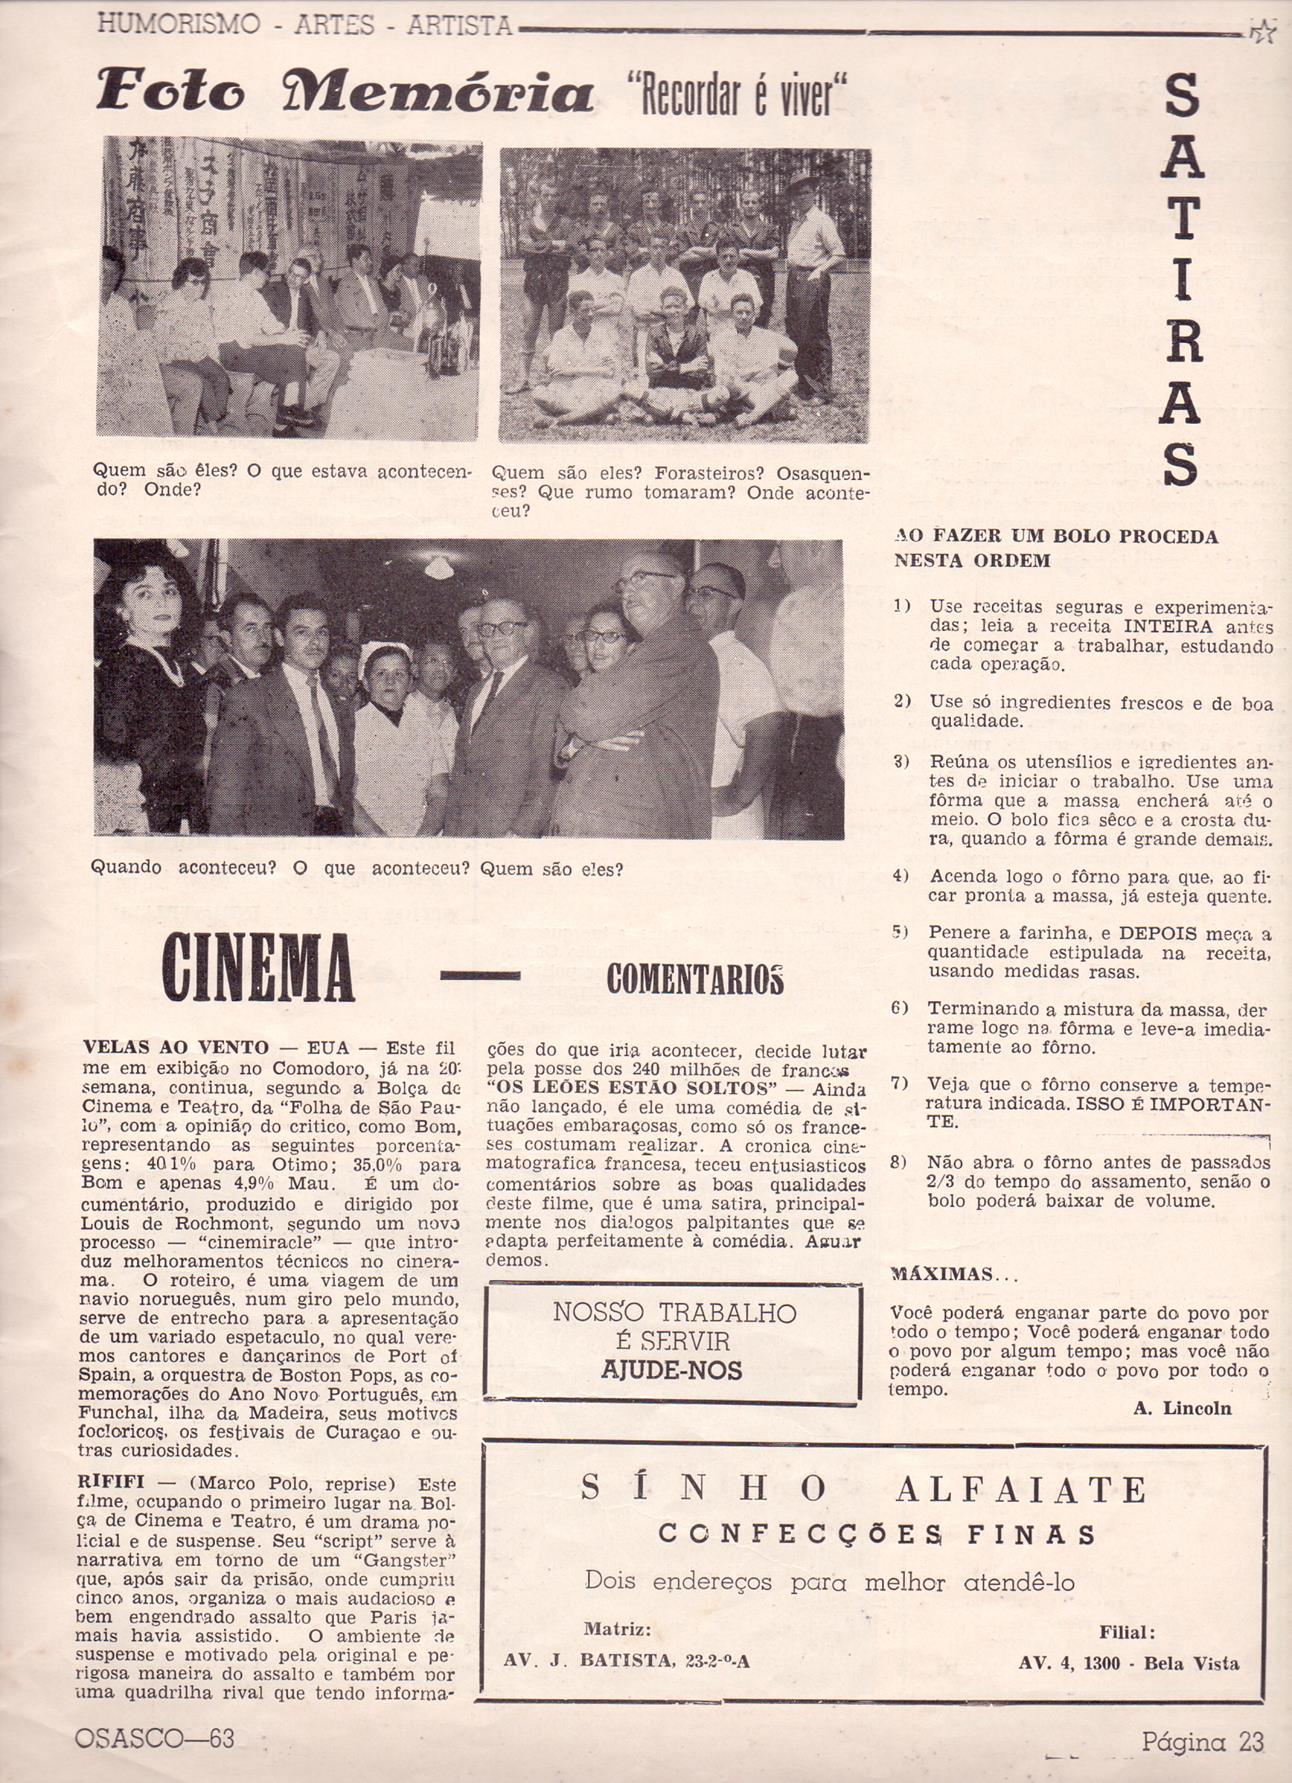 HUMORISMO - ARTES - ARTISTA
Foto Memória "Recordar é viver"
Quem são êles? O que estava acontecen-
do? Onde?
Quem são eles? Forasteiros? Osasquen-
ses? Que rumo tomaram? Onde aconte-
ceu?
Quando aconteceu? O que aconteceu? Quem são eles?
CINEMA — COMENTARIOS
VELAS AO VENTO — EUA — Este fil
me em exibição no Comodoro, já na 20ª
semana, continua, segundo a Bolça de
Cinema e Teatro, da "Folha de São Pau-
lo", com a opinião do critico, como Bom,
representando as seguintes porcenta-
gens: 40,1% para Otimo; 35,0% para
Bom e apenas 4,9% Mau. É um do-
cumentário, produzido e dirigido por
Louis de Rochmont, segundo um novo
processo — "cinemiracle" — que intro-
duz melhoramentos técnicos no cinera-
ma. O roteiro, é uma viagem de um
navio norueguês, num giro pelo mundo,
serve de entrecho para a apresentação
de um variado espetaculo, no qual vere-
mos cantores e dançarinos de Port of
Spain, a orquestra de Boston Pops, as co-
memorações do Ano Novo Português, em
Funchal, ilha da Madeira, seus motivos
focloricos, os festivais de Curaçao e ou-
tras curiosidades.
RIFIFI — (Marco Polo, reprise) Este
filme, ocupando o primeiro lugar na Bol-
ça de Cinema e Teatro, é um drama po-
licial e de suspense. Seu "script" serve à
narrativa em torno de um "Gangster"
que, após sair da prisão, onde cumpriu
cinco anos, organiza o mais audacioso e
bem engendrado assalto que Paris ja-
mais havia assistido. O ambiente de
suspense e motivado pela original e pe-
rigosa maneira do assalto e também por
uma quadrilha rival que tendo informa-
ções do que iria acontecer, decide lutar
pela posse dos 240 milhões de francos
"OS LEÕES ESTÃO SOLTOS" — Ainda
não lançado, é ele uma comédia de si-
tuações embaraçosas, como só os france-
ses costumam realizar. A cronica cine-
matografica francesa, teceu entusiasticos
comentários sobre as boas qualidades
deste filme, que é uma satira, principal-
mente nos dialogos palpitantes que se
adapta perfeitamente à comédia. Aguar
demos.
NOSSO TRABALHO
É SERVIR
AJUDE-NOS
SATIRAS
AO FAZER UM BOLO PROCEDA
NESTA ORDEM
1) Use receitas seguras e experimenta-
das; leia a receita INTEIRA antes
de começar a trabalhar, estudando
cada operação.
2) Use só ingredientes frescos e de boa
qualidade.
3) Reúna os utensílios e igredientes an-
tes de iniciar o trabalho. Use uma
fôrma que a massa encherá até o
meio. O bolo fica sêco e a crosta du-
ra, quando a fôrma é grande demais.
4) Acenda logo o fôrno para que, ao fi-
car pronta a massa, já esteja quente.
5) Penere a farinha, e DEPOIS meça a
quantidade estipulada na receita,
usando medidas rasas.
6) Terminando a mistura da massa, der
rame logo na fôrma e leve-a imedia-
tamente ao fôrno.
7) Veja que o fôrno conserve a tempe-
ratura indicada. ISSO É IMPORTAN-
TE.
8) Não abra o fôrno antes de passados
2/3 do tempo do assamento, senão o
bolo poderá baixar de volume.
MÁXIMAS...
Você poderá enganar parte do povo por
todo o tempo; Você poderá enganar todo
o povo por algum tempo; mas você não
poderá enganar todo o povo por todo o
tempo.
A. Lincoln
SÍNHO ALFAIATE
CONFECÇÕES FINAS
Dois endereços para melhor atendê-lo
Matriz:
AV. J. BATISTA, 23-2-º-A
Filial:
AV. 4, 1300 - Bela Vista
OSASCO—63
Página 23